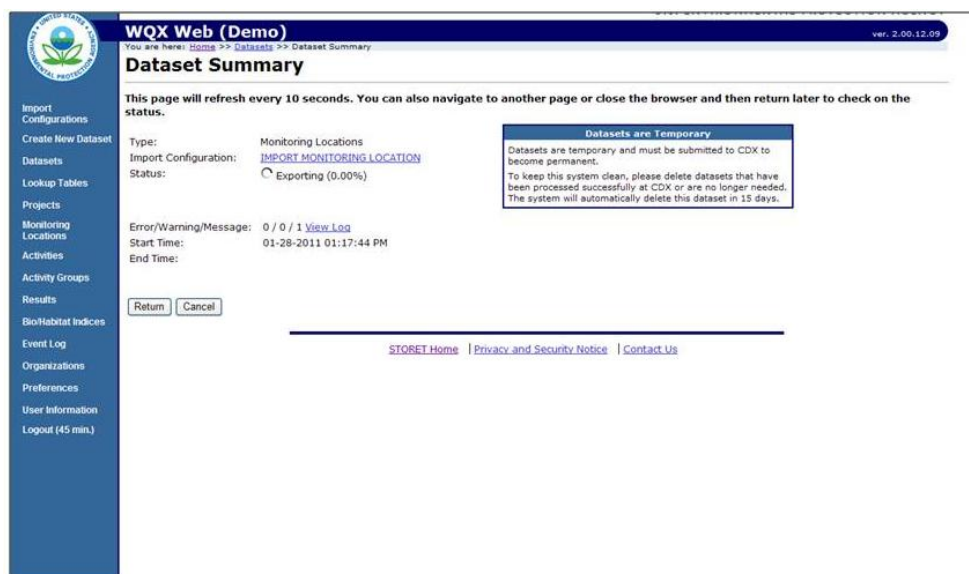 UNITED STATES
ENVIRONMENTAL PROTECTION AGENCY
WQX Web (Demo)
ver. 2.00.12.09
You are here: Home >> Datasets >> Dataset Summary
Dataset Summary
This page will refresh every 10 seconds. You can also navigate to another page or close the browser and then return later to check on the
status.
Import
Configurations
Create New Dataset
Datasets
Lookup Tables
Projects
Monitoring
Locations
Activities
Activity Groups
Results
Bio/Habitat Indices
Event Log
Organizations
Preferences
User Information
Logout (45 min.)
Type: Monitoring Locations
Import Configuration: IMPORT MONITORING LOCATION
Status: Exporting (0.00%)
Error/Warning/Message: 0 / 0 / 1 View Log
Start Time: 01-28-2011 01:17:44 PM
End Time:
Datasets are Temporary
Datasets are temporary and must be submitted to CDX to
become permanent.
To keep this system clean, please delete datasets that have
been processed successfully at CDX or are no longer needed.
The system will automatically delete this dataset in 15 days.
Return Cancel
STORET Home | Privacy and Security Notice | Contact Us